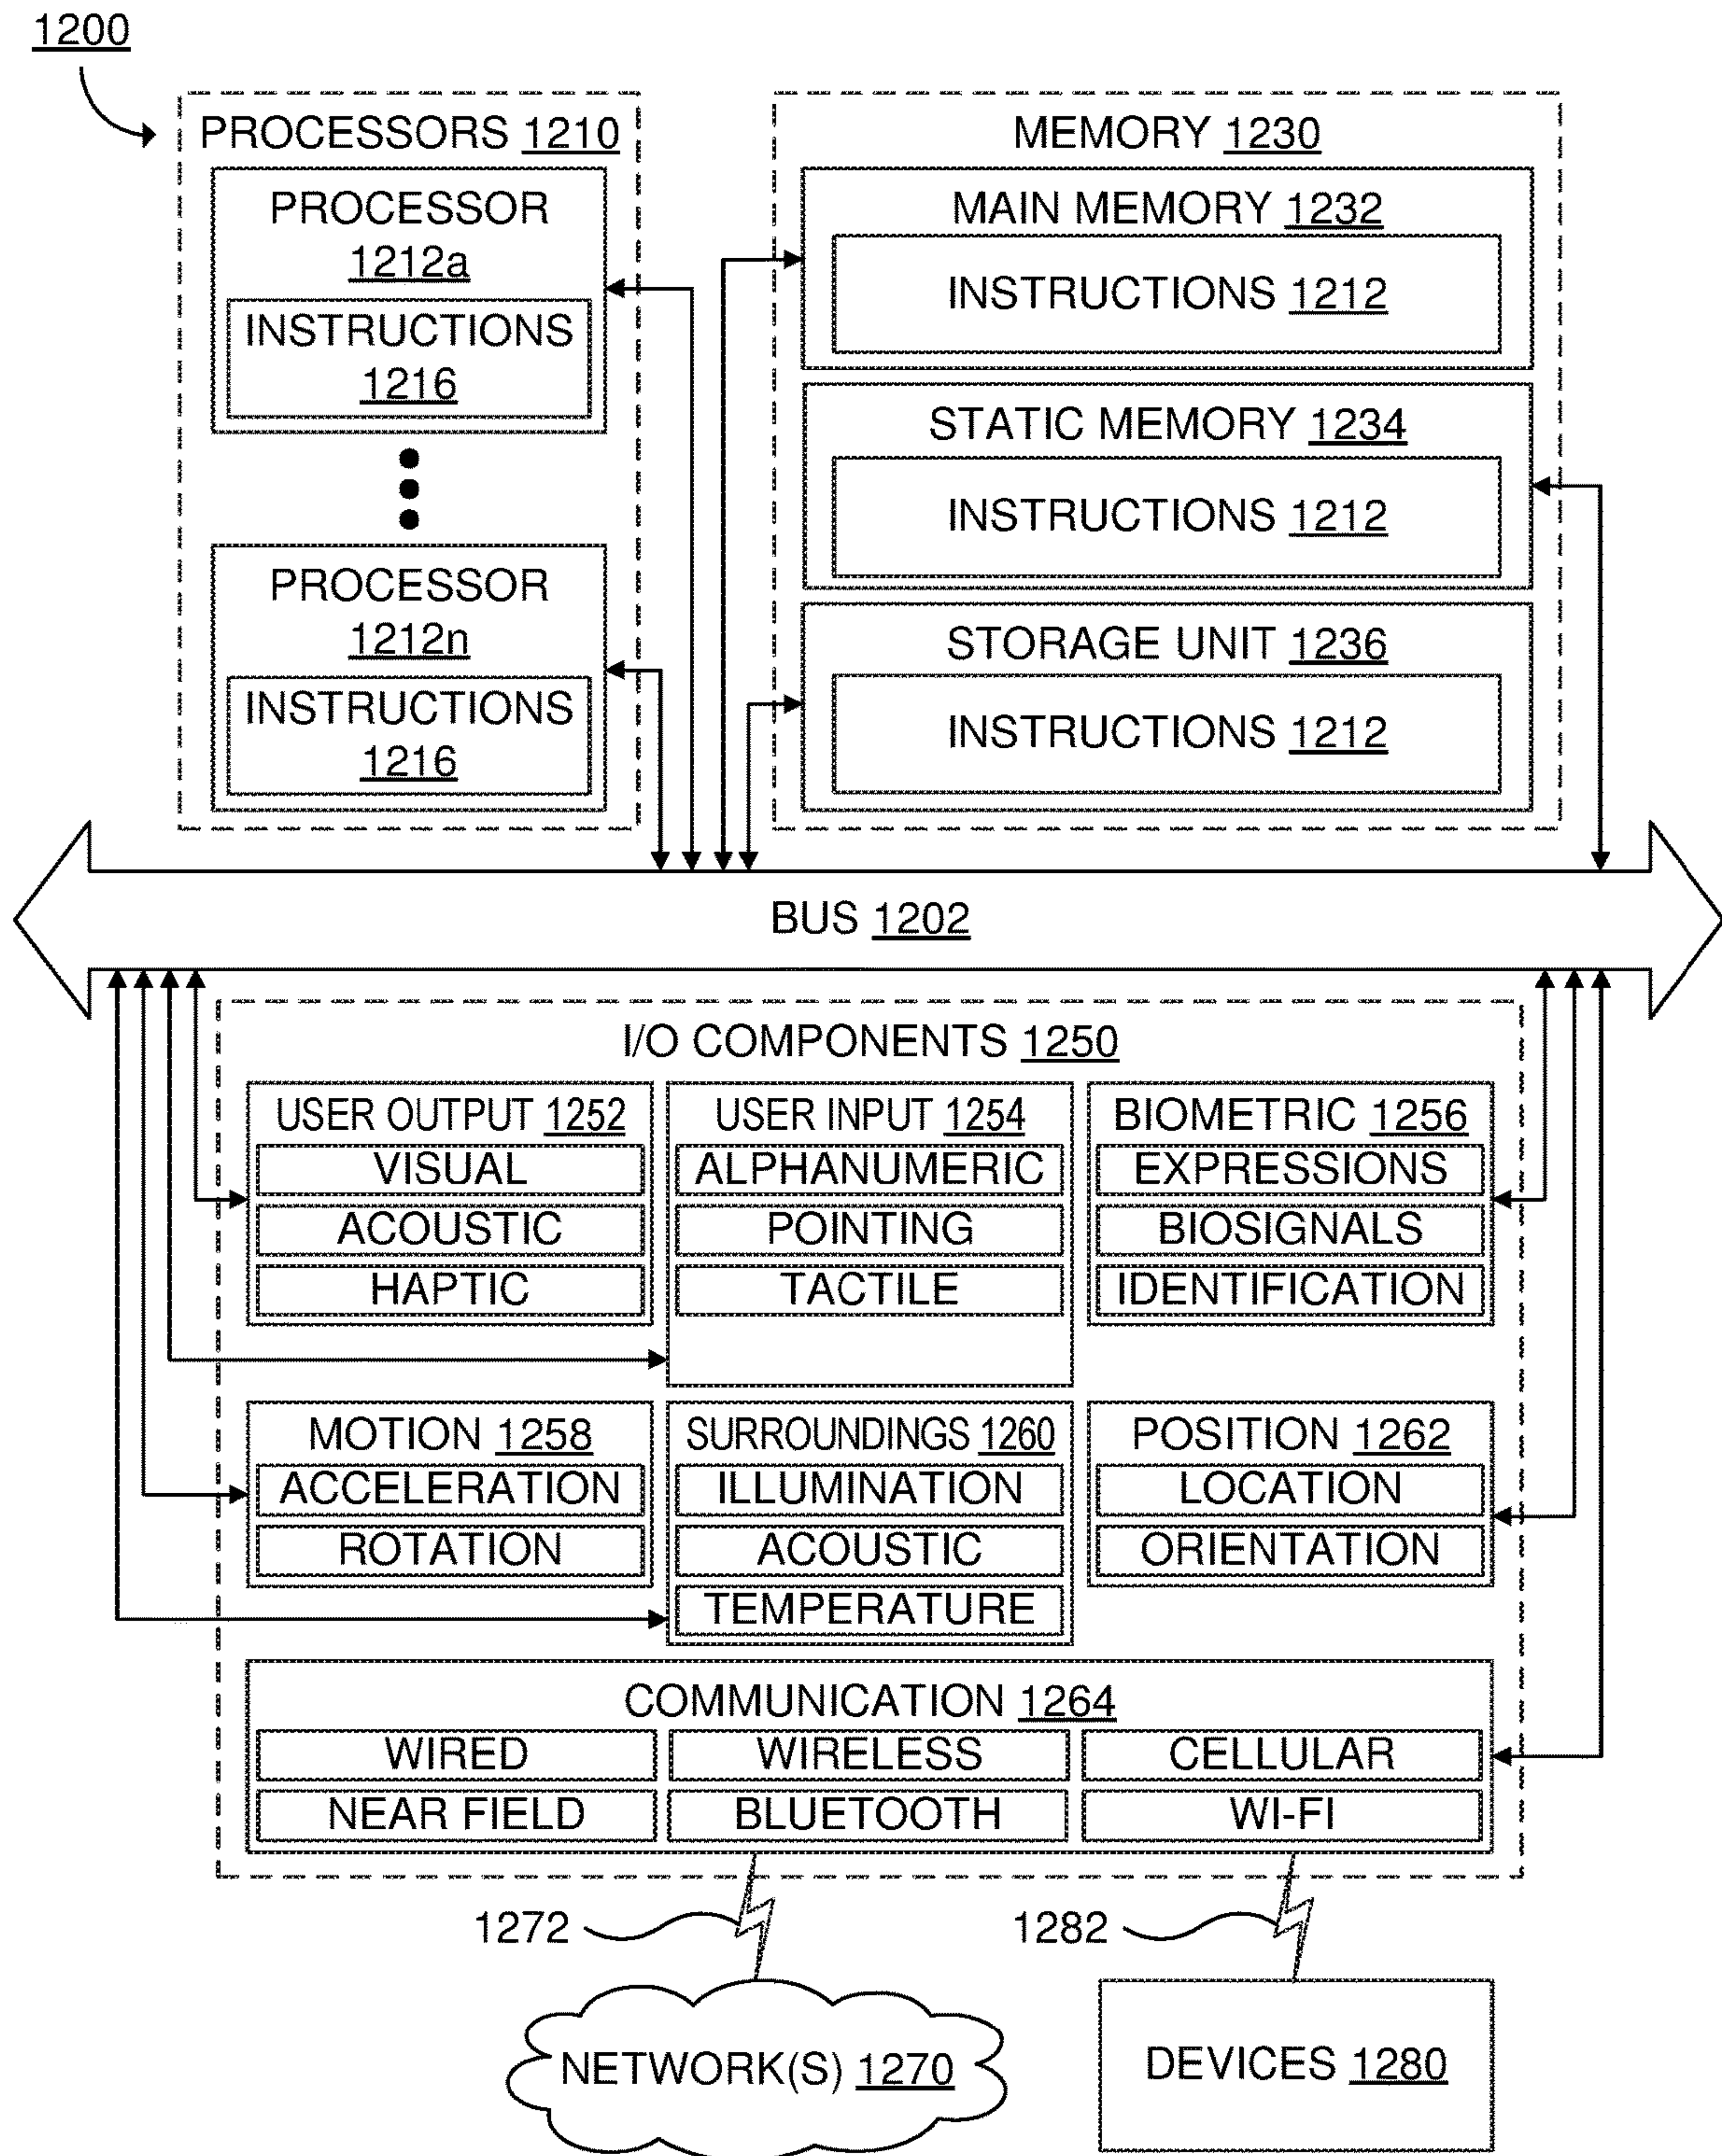 1200
PROCESSORS 1210
PROCESSOR
1212a
INSTRUCTIONS
1216
PROCESSOR
1212n
INSTRUCTIONS
1216
MEMORY 1230
MAIN MEMORY 1232
INSTRUCTIONS 1212
STATIC MEMORY 1234
INSTRUCTIONS 1212
STORAGE UNIT 1236
INSTRUCTIONS 1212
BUS 1202
I/O COMPONENTS 1250
USER OUTPUT 1252
VISUAL
ACOUSTIC
HAPTIC
USER INPUT 1254
ALPHANUMERIC
POINTING
TACTILE
BIOMETRIC 1256
EXPRESSIONS
BIOSIGNALS
IDENTIFICATION
MOTION 1258
ACCELERATION
ROTATION
SURROUNDINGS 1260
ILLUMINATION
ACOUSTIC
TEMPERATURE
POSITION 1262
LOCATION
ORIENTATION
COMMUNICATION 1264
WIRED
WIRELESS
CELLULAR
NEAR FIELD
BLUETOOTH
WI-FI
1272
1282
NETWORK(S) 1270
DEVICES 1280